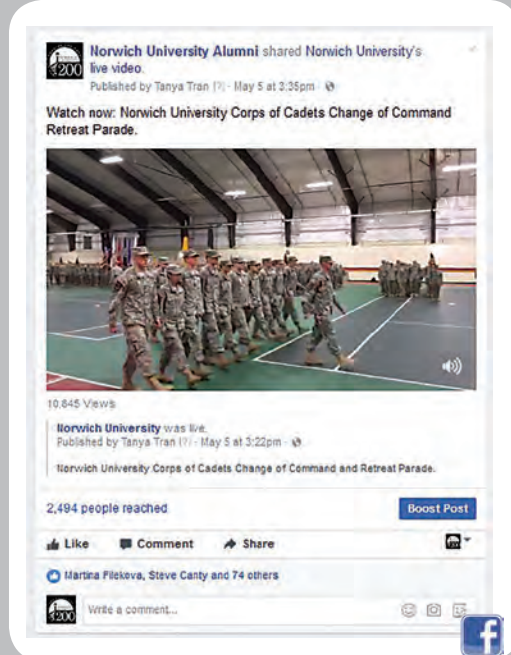 Norwich University Alumni shared Norwich University's
live video.
Published by Tanya Tran [?] · May 5 at 3:35pm ·
Watch now: Norwich University Corps of Cadets Change of Command
Retreat Parade.
10,645 Views
Norwich University was live.
Published by Tanya Tran [?] · May 5 at 3:22pm ·
Norwich University Corps of Cadets Change of Command and Retreat Parade.
2,494 people reached
Boost Post
Like Comment Share
Martina Filekova, Steve Canty and 74 others
200
Write a comment...
f